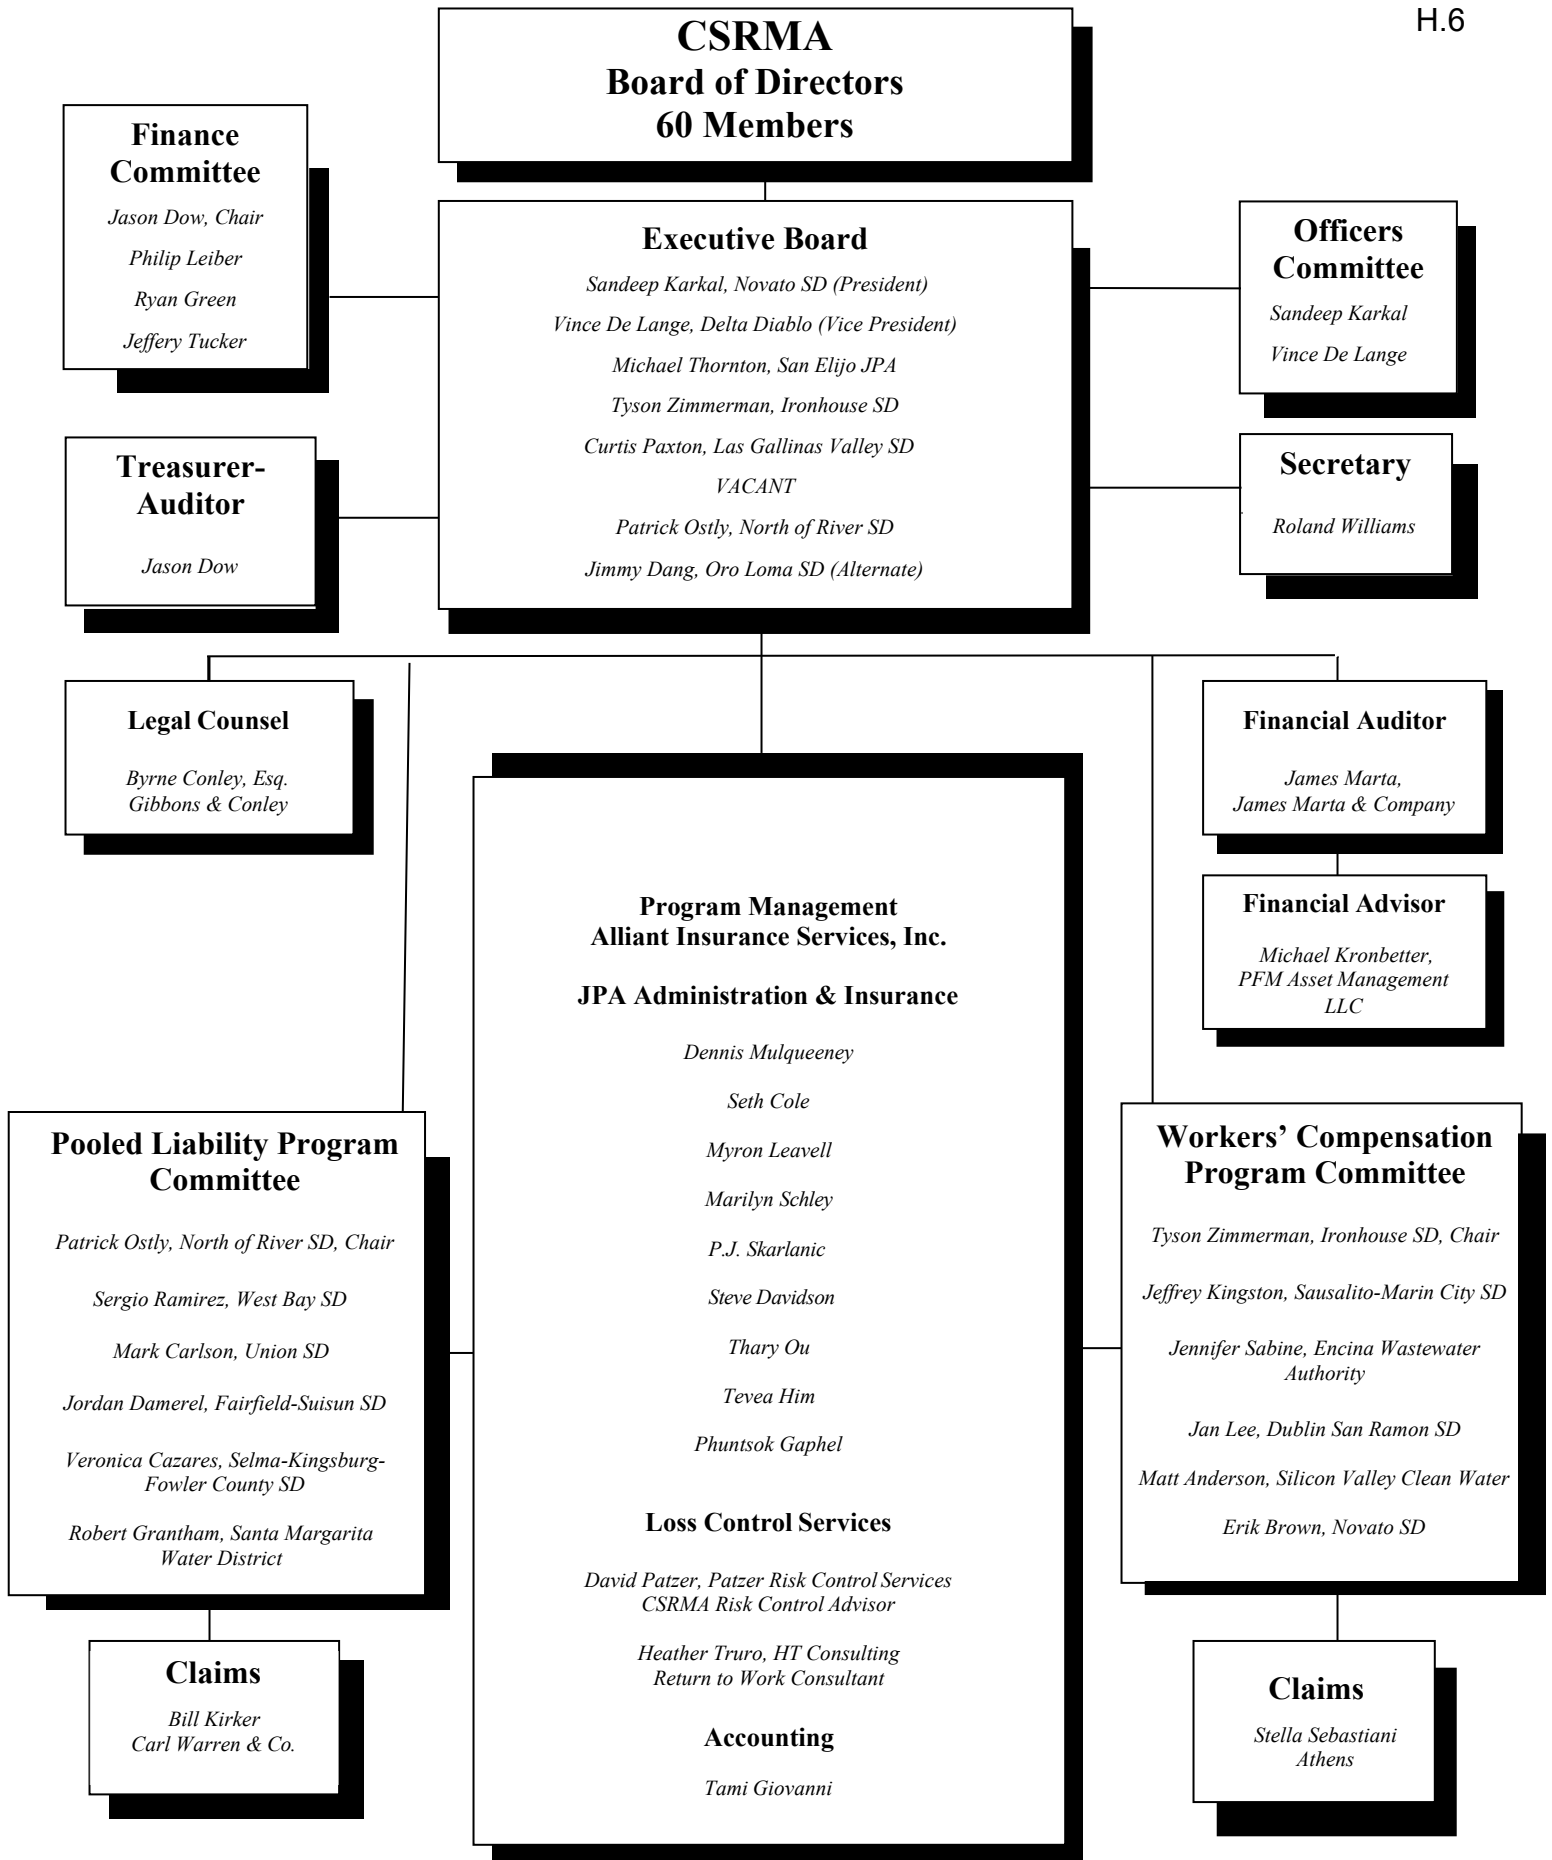 H.6
CSRMA
Board of Directors
60 Members
Finance
Committee
Jason Dow, Chair
Philip Leiber
Ryan Green
Jeffery Tucker
Executive Board
Sandeep Karkal, Novato SD (President)
Vince De Lange, Delta Diablo (Vice President)
Michael Thornton, San Elijo JPA
Tyson Zimmerman, Ironhouse SD
Curtis Paxton, Las Gallinas Valley SD
VACANT
Patrick Ostly, North of River SD
Jimmy Dang, Oro Loma SD (Alternate)
Officers
Committee
Sandeep Karkal
Vince De Lange
Treasurer-
Auditor
Jason Dow
Secretary
Roland Williams
Legal Counsel
Byrne Conley, Esq.
Gibbons & Conley
Financial Auditor
James Marta,
James Marta & Company
Financial Advisor
Michael Kronbetter,
PFM Asset Management
LLC
Program Management
Alliant Insurance Services, Inc.
JPA Administration & Insurance
Dennis Mulqueeney
Seth Cole
Myron Leavell
Marilyn Schley
P.J. Skarlanic
Steve Davidson
Thary Ou
Tevea Him
Phuntsok Gaphel
Loss Control Services
David Patzer, Patzer Risk Control Services
CSRMA Risk Control Advisor
Heather Truro, HT Consulting
Return to Work Consultant
Accounting
Tami Giovanni
Pooled Liability Program
Committee
Patrick Ostly, North of River SD, Chair
Sergio Ramirez, West Bay SD
Mark Carlson, Union SD
Jordan Damerel, Fairfield-Suisun SD
Veronica Cazares, Selma-Kingsburg-
Fowler County SD
Robert Grantham, Santa Margarita
Water District
Workers’ Compensation
Program Committee
Tyson Zimmerman, Ironhouse SD, Chair
Jeffrey Kingston, Sausalito-Marin City SD
Jennifer Sabine, Encina Wastewater
Authority
Jan Lee, Dublin San Ramon SD
Matt Anderson, Silicon Valley Clean Water
Erik Brown, Novato SD
Claims
Bill Kirker
Carl Warren & Co.
Claims
Stella Sebastiani
Athens